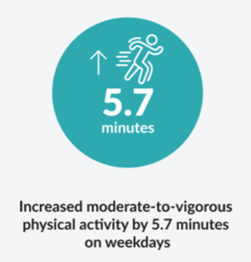 5.7
minutes
Increased moderate-to-vigorous
physical activity by 5.7 minutes
on weekdays